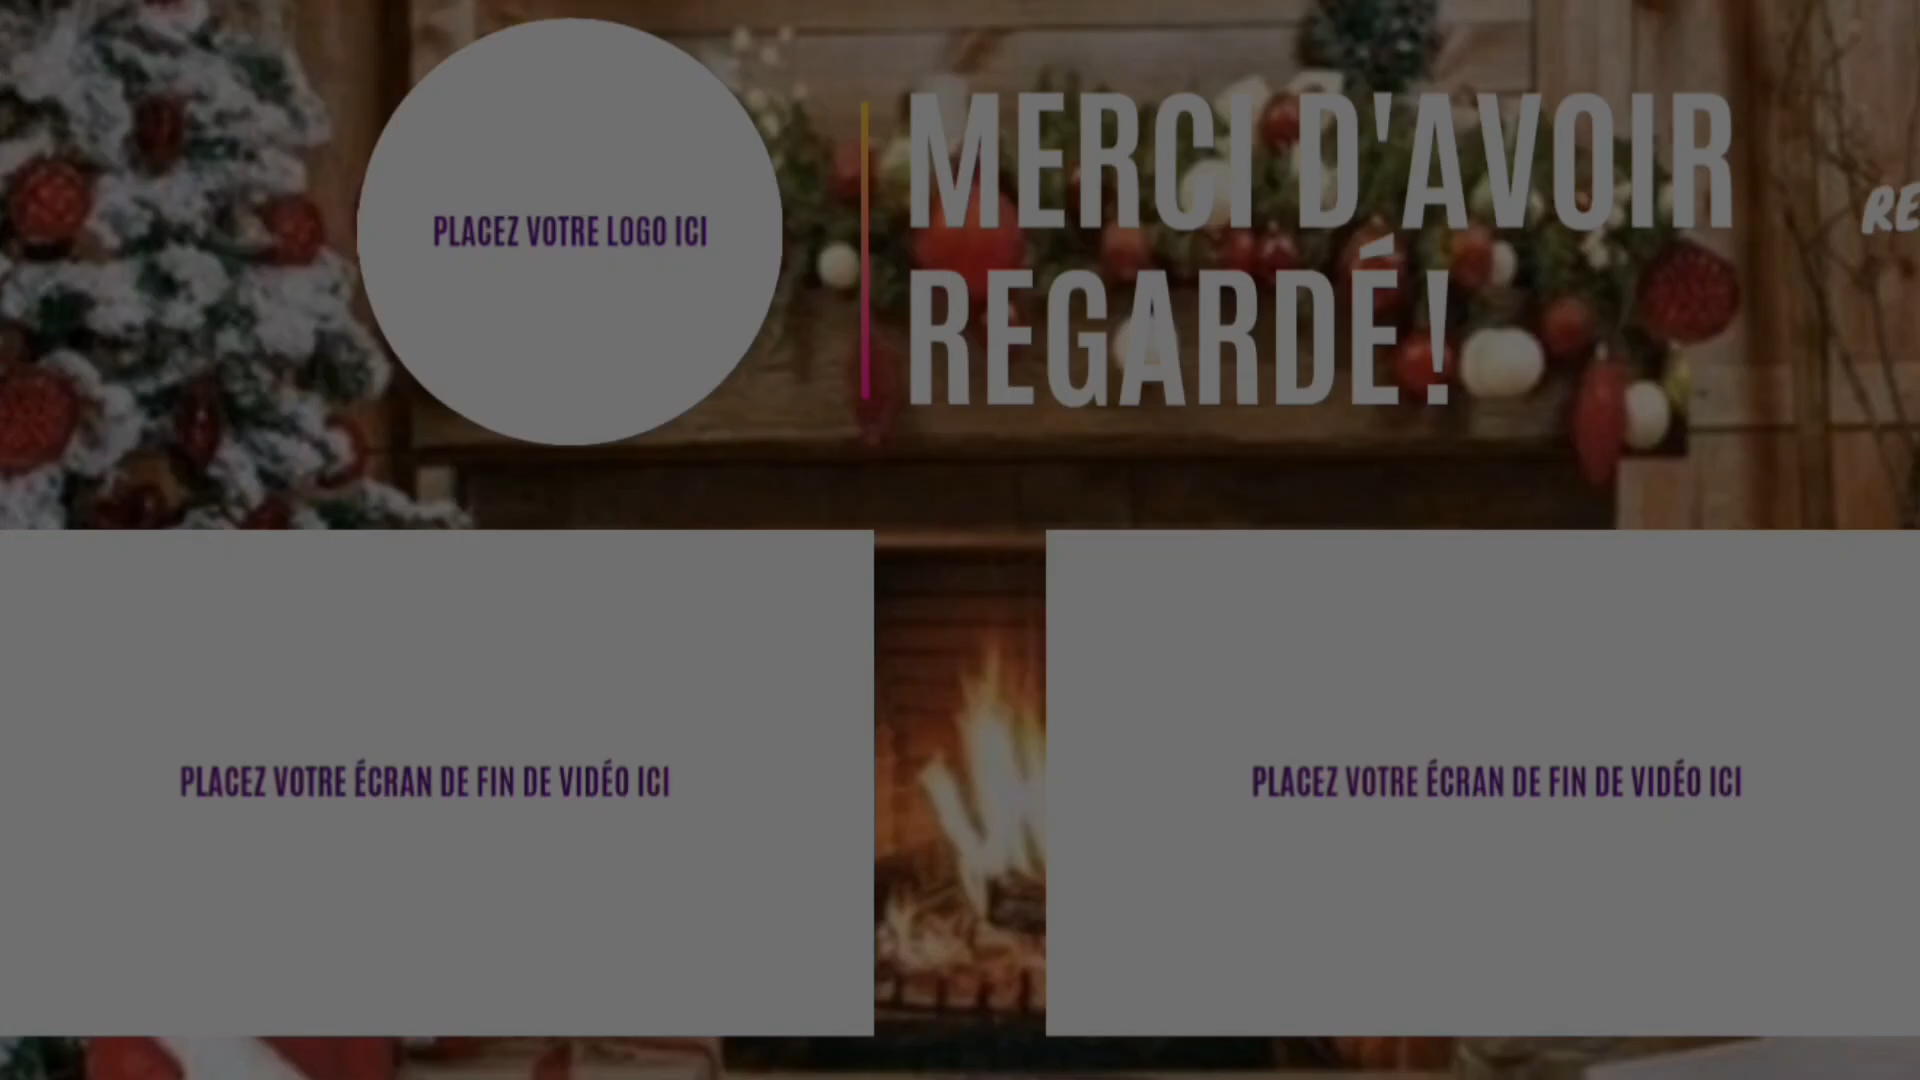 PLACEZ VOTRE LOGO ICI
MERCI D'AVOIR
REGARDÉ !
PLACEZ VOTRE ÉCRAN DE FIN DE VIDÉO ICI
PLACEZ VOTRE ÉCRAN DE FIN DE VIDÉO ICI